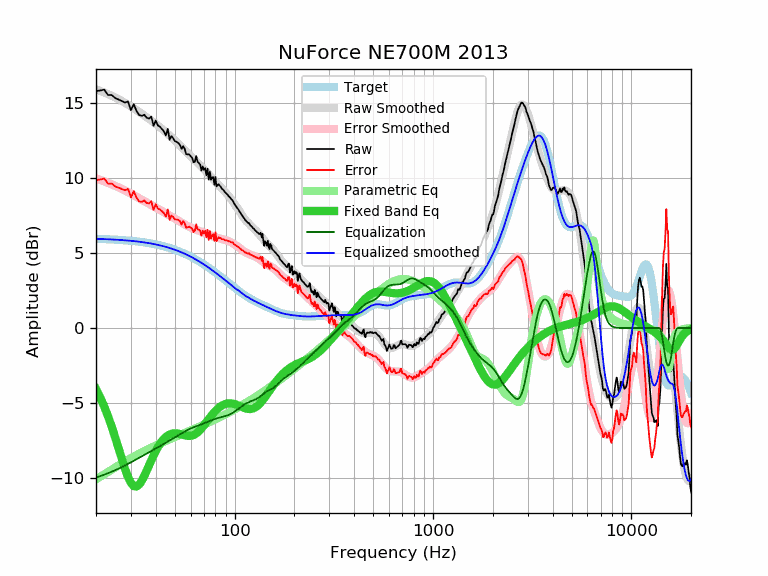 NuForce NE700M 2013
Target
Raw Smoothed
Error Smoothed
Raw
Error
Parametric Eq
Fixed Band Eq
Equalization
Equalized smoothed
15
10
5
0
−5
−10
Amplitude (dBr)
100
1000
10000
Frequency (Hz)